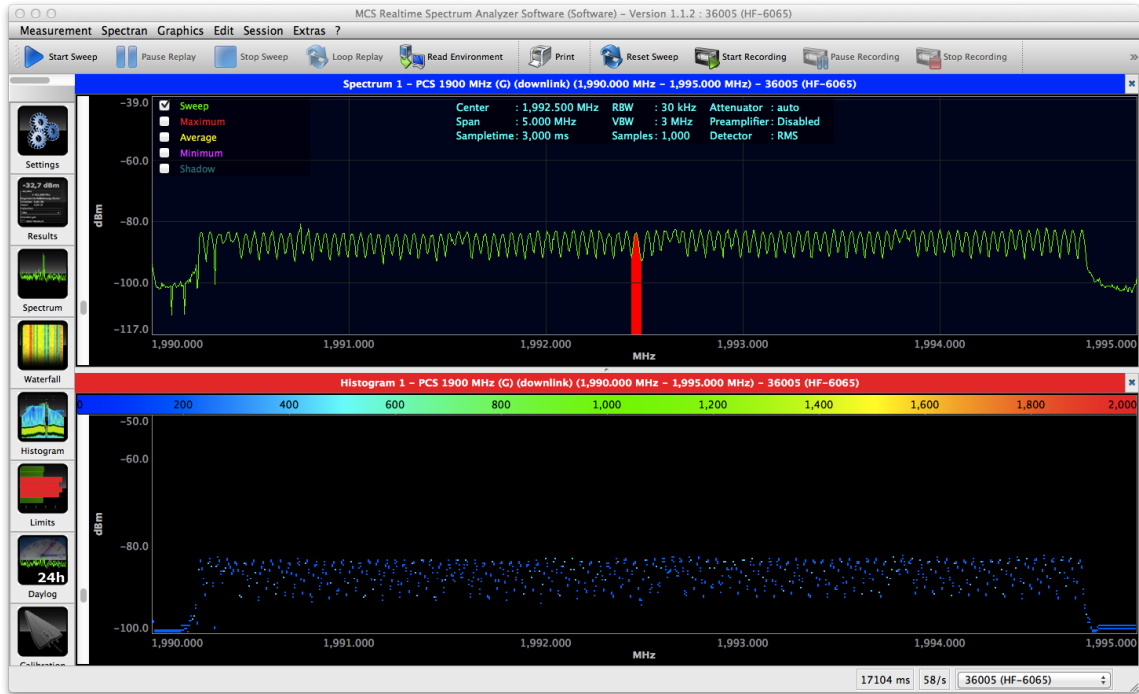 MCS Realtime Spectrum Analyzer Software (Software) – Version 1.1.2 : 36005 (HF-6065)
Measurement Spectran Graphics Edit Session Extras ?
Start Sweep Pause Replay Stop Sweep Loop Replay Read Environment Print Reset Sweep Start Recording Pause Recording Stop Recording »
Spectrum 1 – PCS 1900 MHz (G) (downlink) (1,990.000 MHz – 1,995.000 MHz) – 36005 (HF-6065)
Settings
-32,7 dBm
Results
Spectrum
Waterfall
Histogram
Limits
24h
Daylog
Calibration
Sweep
Maximum
Average
Minimum
Shadow
Center : 1,992.500 MHz RBW : 30 kHz Attenuator : auto
Span : 5.000 MHz VBW : 3 MHz Preamplifier : Disabled
Sampletime : 3,000 ms Samples : 1,000 Detector : RMS
-39.0
-60.0
dBm
-80.0
-100.0
-117.0
1,990.000 1,991.000 1,992.000 1,993.000 1,994.000 1,995.000
MHz
Histogram 1 – PCS 1900 MHz (G) (downlink) (1,990.000 MHz – 1,995.000 MHz) – 36005 (HF-6065)
0 200 400 600 800 1,000 1,200 1,400 1,600 1,800 2,000
-50.0
-60.0
dBm
-80.0
-100.0
1,990.000 1,991.000 1,992.000 1,993.000 1,994.000 1,995.000
MHz
17104 ms 58/s 36005 (HF-6065)